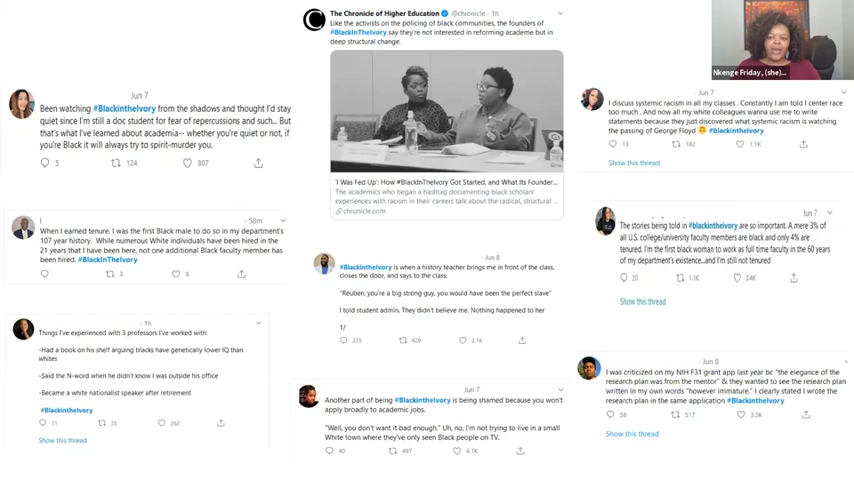 Jun 7
Been watching #BlackintheIvory from the shadows and thought I'd stay
quiet since I'm still a doc student for fear of repercussions and such... But
that's what I've learned about academia-- whether you're quiet or not, if
you're Black it will always try to spirit-murder you.
5 124 807
58m
When I earned tenure, I was the first Black male to do so in my department's
107 year history. While numerous White individuals have been hired in the
21 years that I have been here, not one additional Black faculty member has
been hired. #BlackInTheIvory
3 8
1h
Things I've experienced with 3 professors I've worked with:
-Had a book on his shelf arguing blacks have genetically lower IQ than
whites
-Said the N-word when he didn't know I was outside his office
-Became a white nationalist speaker after retirement
#BlackintheIvory
11 35 262
Show this thread
The Chronicle of Higher Education @chronicle · 1h
Like the activists on the policing of black communities, the founders of
#BlackInTheIvory say they're not interested in reforming academe but in
deep structural change.
'I Was Fed Up': How #BlackInTheIvory Got Started, and What Its Founder...
The academics who began a hashtag documenting black scholars'
experiences with racism in their careers talk about the radical, structural ...
chronicle.com
Jun 8
#BlackintheIvory is when a history teacher brings me in front of the class,
closes the door, and says to the class:
"Reuben, you're a big strong guy, you would have been the perfect slave"
I told student admin. They didn't believe me. Nothing happened to her
1/
223 429 2.1K
Jun 7
Another part of being #BlackintheIvory is being shamed because you won't
apply broadly to academic jobs.
"Well, you don't want it bad enough." Uh, no, I'm not trying to live in a small
White town where they've only seen Black people on TV.
40 497 4.1K
Nkenge Friday, (she)...
Jun 7
I discuss systemic racism in all my classes . Constantly I am told I center race
too much . And now all my white colleagues wanna use me to write
statements because they just discovered what systemic racism is watching
the passing of George Floyd 🙃 #blackintheivory
13 182 1.1K
Show this thread
Jun 7
The stories being told in #blackintheivory are so important. A mere 3% of
all U.S. college/university faculty members are black and only 4% are
tenured. I'm the first black woman to work as full time faculty in the 60
years of my department's existence...and I'm still not tenured
20 1.1K 3.4K
Show this thread
Jun 8
I was criticized on my NIH F31 grant app last year bc "the elegance of the
research plan was from the mentor" & they wanted to see the research plan
written in my own words "however immature." I clearly stated I wrote the
research plan in the same application #BlackintheIvory
58 517 3.5K
Show this thread